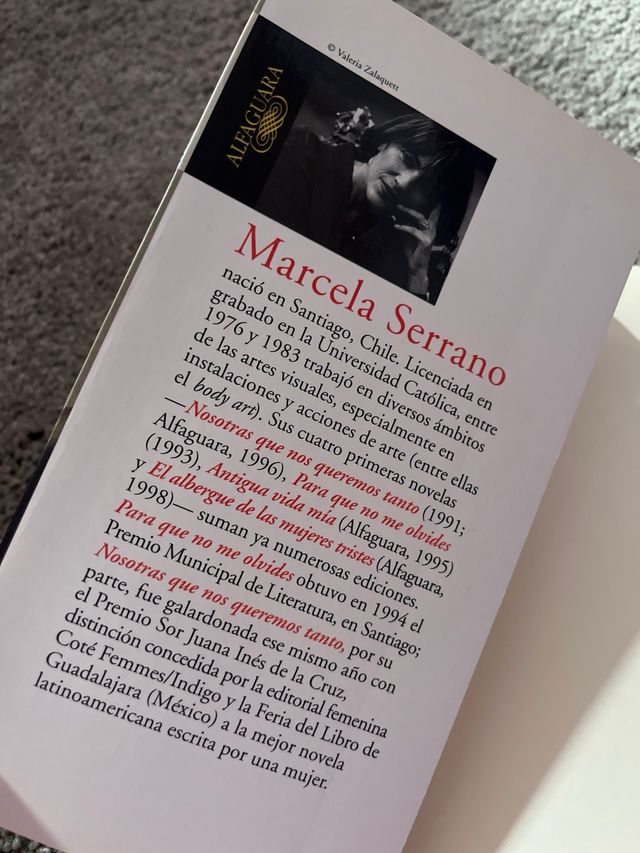 © Valeria Zalaquett
ALFAGUARA
Marcela Serrano
nació en Santiago, Chile. Licenciada en
grabado en la Universidad Católica, entre
1976 y 1983 trabajó en diversos ámbitos
de las artes visuales, especialmente en
instalaciones y acciones de arte (entre ellas
el body art). Sus cuatro primeras novelas
—Nosotras que nos queremos tanto (1991;
Alfaguara, 1996), Para que no me olvides
(1993), Antigua vida mía (Alfaguara, 1995)
y El albergue de las mujeres tristes (Alfaguara,
1998)— suman ya numerosas ediciones.
Para que no me olvides obtuvo en 1994 el
Premio Municipal de Literatura, en Santiago;
Nosotras que nos queremos tanto, por su
parte, fue galardonada ese mismo año con
el Premio Sor Juana Inés de la Cruz,
distinción concedida por la editorial femenina
Coté Femmes/Indigo y la Feria del Libro de
Guadalajara (México) a la mejor novela
latinoamericana escrita por una mujer.